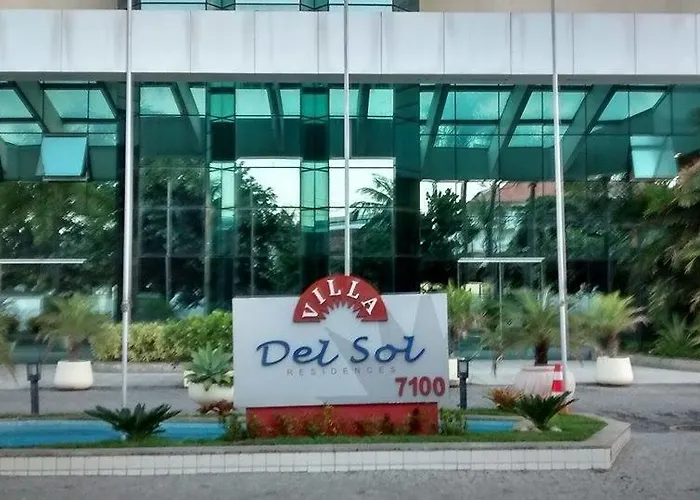 VILLA
Del Sol
RESIDENCES
7100